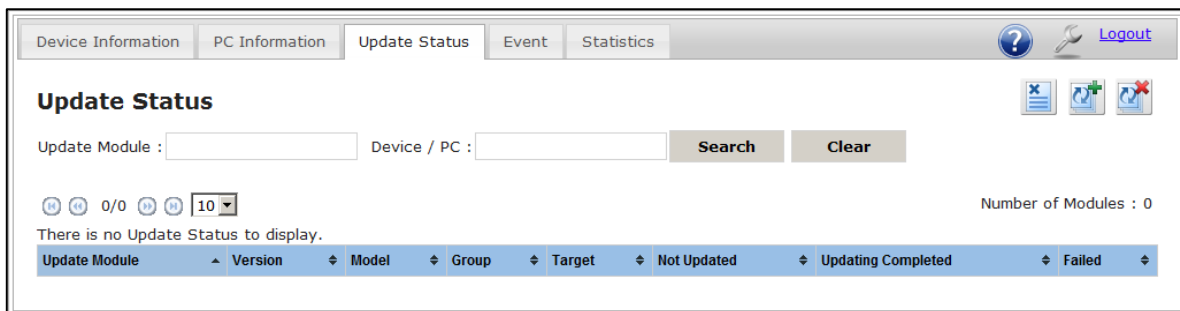 Device Information PC Information Update Status Event Statistics ? Logout
Update Status
Update Module : Device / PC : Search Clear
0/0 10 Number of Modules : 0
There is no Update Status to display.
Update Module Version Model Group Target Not Updated Updating Completed Failed